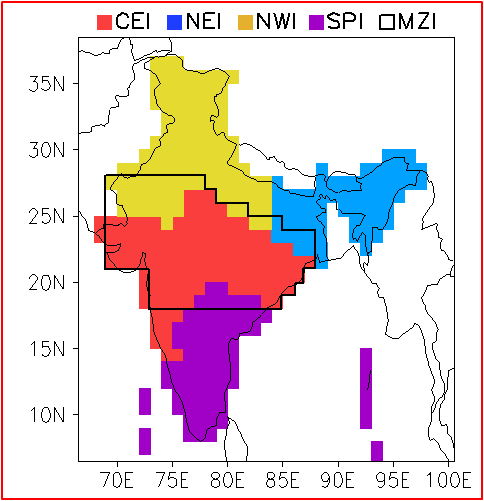 CEI NEI NWI SPI MZI
35N
30N
25N
20N
15N
10N
70E 75E 80E 85E 90E 95E 100E